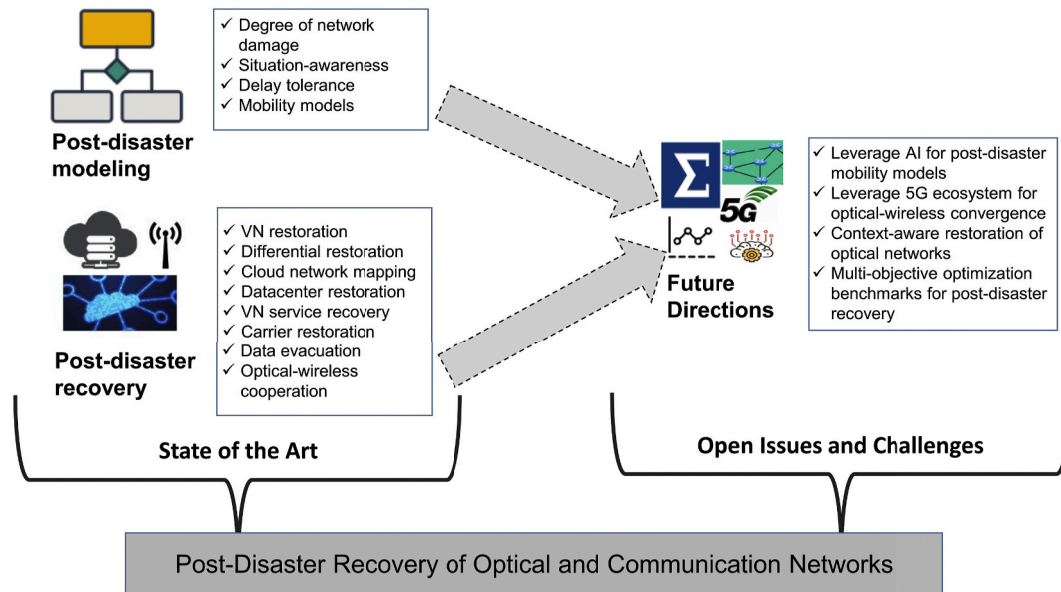 ✓ Degree of network
damage
✓ Situation-awareness
✓ Delay tolerance
✓ Mobility models
Post-disaster
modeling
✓ VN restoration
✓ Differential restoration
✓ Cloud network mapping
✓ Datacenter restoration
✓ VN service recovery
✓ Carrier restoration
✓ Data evacuation
✓ Optical-wireless
cooperation
Post-disaster
recovery
State of the Art
Σ
5G
Future
Directions
✓ Leverage AI for post-disaster
mobility models
✓ Leverage 5G ecosystem for
optical-wireless convergence
✓ Context-aware restoration of
optical networks
✓ Multi-objective optimization
benchmarks for post-disaster
recovery
Open Issues and Challenges
Post-Disaster Recovery of Optical and Communication Networks